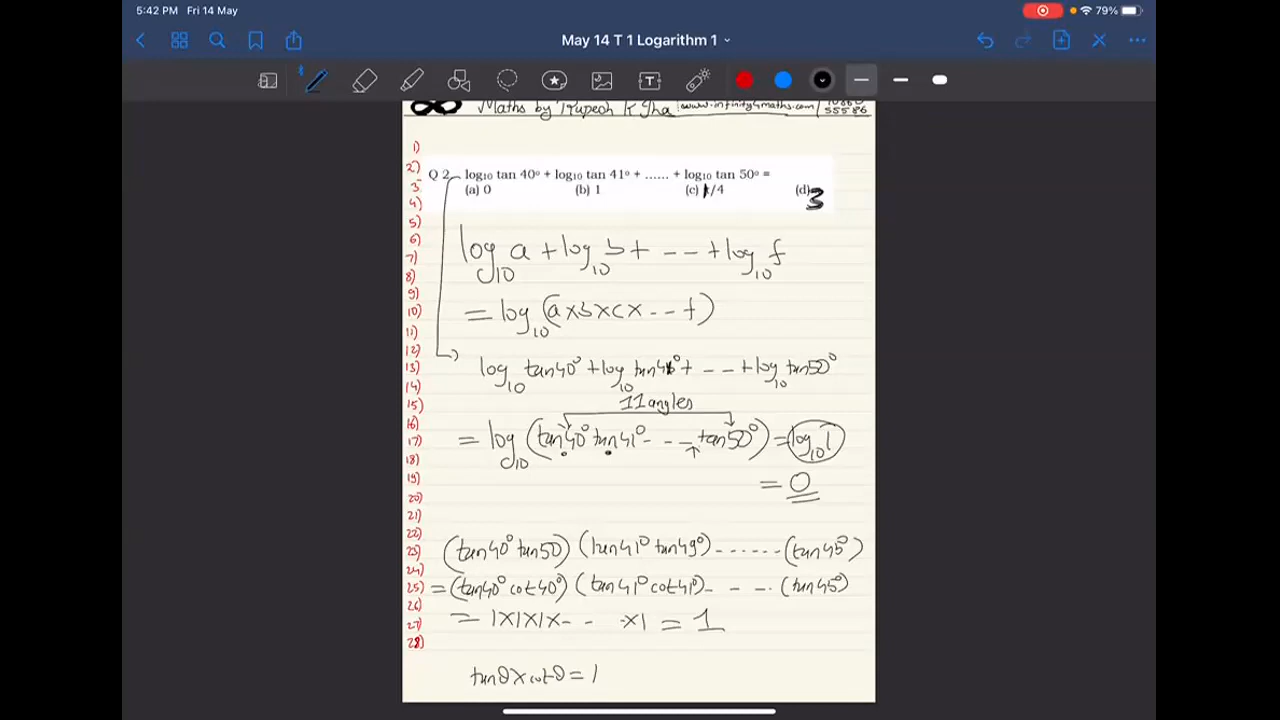 5:42 PM Fri 14 May
79%
May 14 T 1 Logarithm 1
Maths by Rupesh K Jha www.infinity4maths.com
55586
1)
2) Q 2. log₁₀ tan 40° + log₁₀ tan 41° + ...... + log₁₀ tan 50° =
3 (a) 0 (b) 1 (c) /4 (d) 3
4)
5)
6) log₁₀ a + log₁₀ b + -- + log₁₀ f
7)
8)
9)
10) = log₁₀ (a×b×c× -- f)
11)
12)
13) log₁₀ tan40° + log₁₀ tan41° + -- + log₁₀ tan50°
14)
15) 11 angles
16)
17) = log₁₀ (tan40° tan41° - - - tan50°) = log₁₀ 1
18)
19) = 0
20)
21)
22)
23) (tan40° tan50) (tan41° tan49°) ------ (tan45°)
24)
25) = (tan40° cot40°) (tan41° cot41°) - - -. (tan45°)
26)
27) = 1×1×1×- - .×1 = 1
28)
tanθ × cotθ = 1